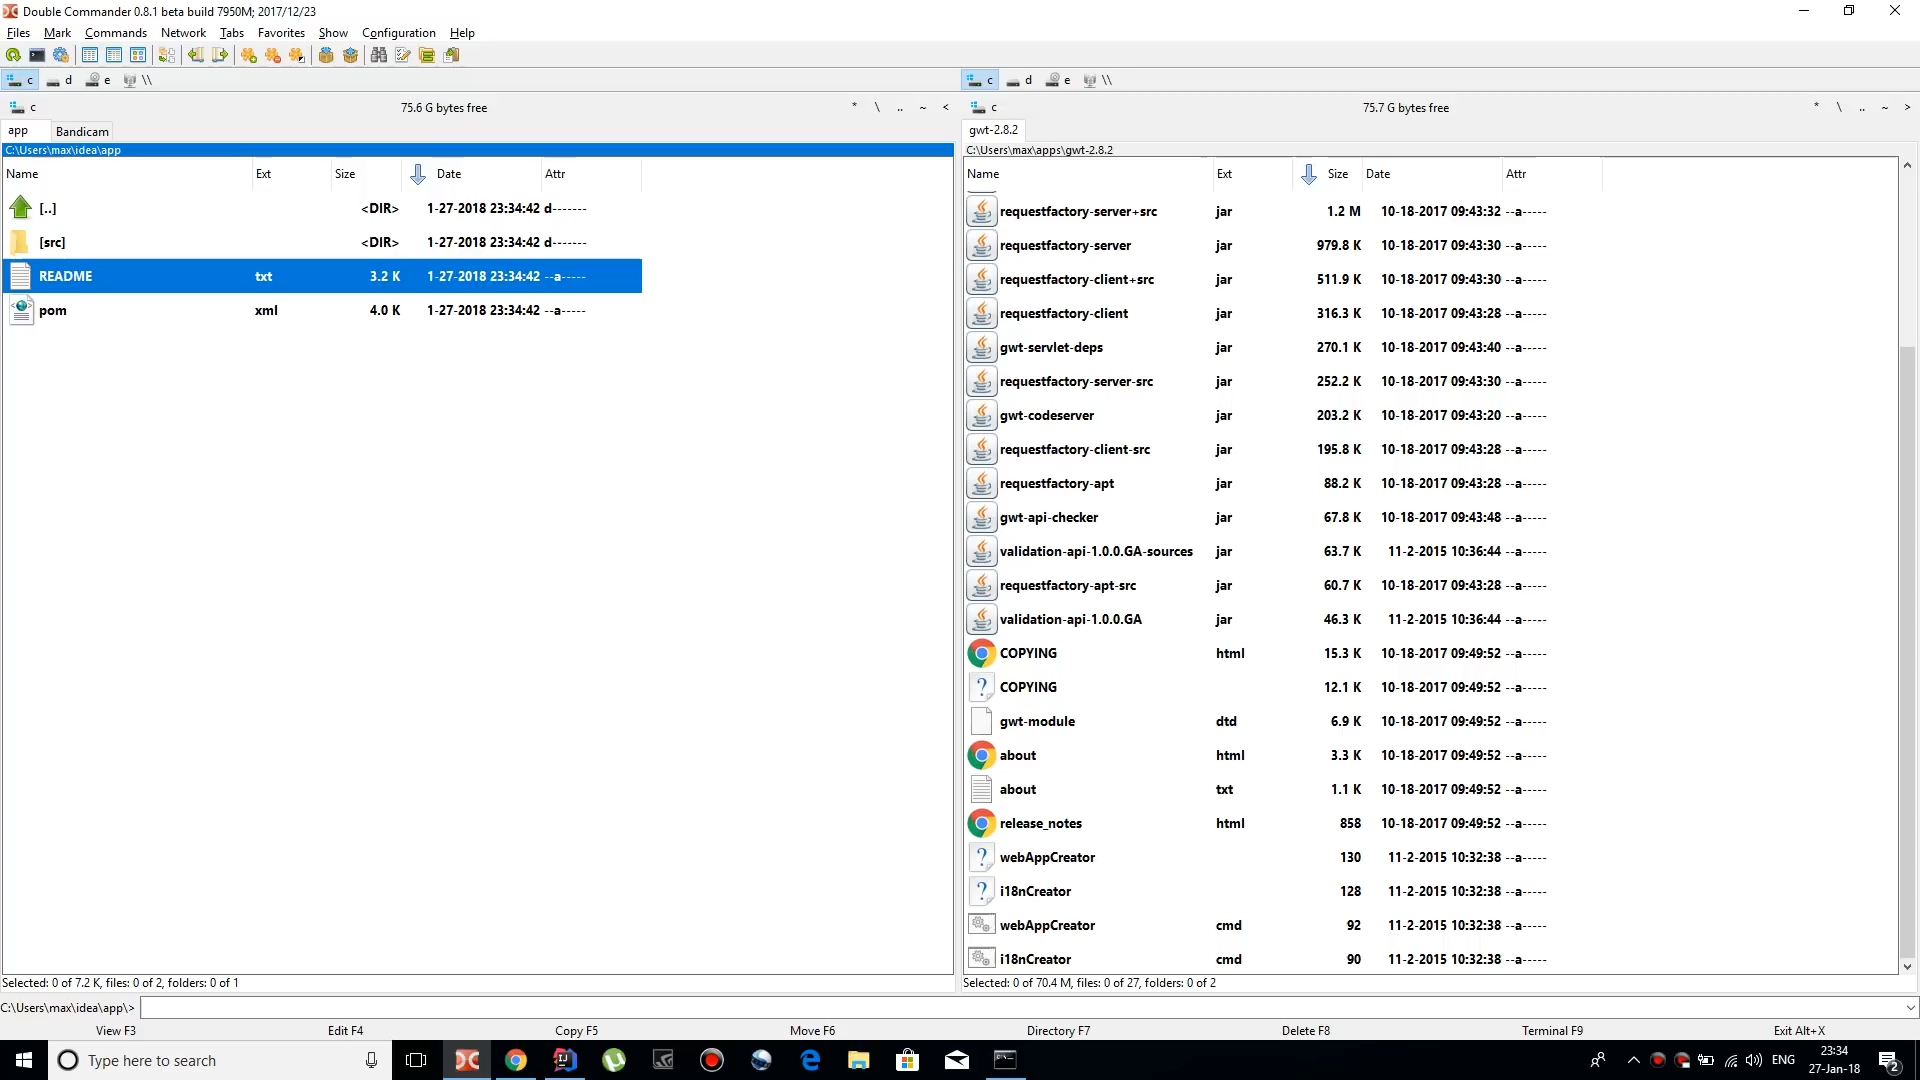 Double Commander 0.8.1 beta build 7950M; 2017/12/23
Files Mark Commands Network Tabs Favorites Show Configuration Help
c d e \\ c d e \\
c 75.6 G bytes free * \ .. ~ < c 75.7 G bytes free * \ .. ~ >
app Bandicam gwt-2.8.2
C:\Users\max\idea\app C:\Users\max\apps\gwt-2.8.2
Name Ext Size Date Attr
[..] <DIR> 1-27-2018 23:34:42 d-------
[src] <DIR> 1-27-2018 23:34:42 d-------
README txt 3.2 K 1-27-2018 23:34:42 --a-----
pom xml 4.0 K 1-27-2018 23:34:42 --a-----
Selected: 0 of 7.2 K, files: 0 of 2, folders: 0 of 1
Name Ext Size Date Attr
requestfactory-server+src jar 1.2 M 10-18-2017 09:43:32 --a-----
requestfactory-server jar 979.8 K 10-18-2017 09:43:30 --a-----
requestfactory-client+src jar 511.9 K 10-18-2017 09:43:30 --a-----
requestfactory-client jar 316.3 K 10-18-2017 09:43:28 --a-----
gwt-servlet-deps jar 270.1 K 10-18-2017 09:43:40 --a-----
requestfactory-server-src jar 252.2 K 10-18-2017 09:43:30 --a-----
gwt-codeserver jar 203.2 K 10-18-2017 09:43:20 --a-----
requestfactory-client-src jar 195.8 K 10-18-2017 09:43:28 --a-----
requestfactory-apt jar 88.2 K 10-18-2017 09:43:28 --a-----
gwt-api-checker jar 67.8 K 10-18-2017 09:43:48 --a-----
validation-api-1.0.0.GA-sources jar 63.7 K 11-2-2015 10:36:44 --a-----
requestfactory-apt-src jar 60.7 K 10-18-2017 09:43:28 --a-----
validation-api-1.0.0.GA jar 46.3 K 11-2-2015 10:36:44 --a-----
COPYING html 15.3 K 10-18-2017 09:49:52 --a-----
COPYING 12.1 K 10-18-2017 09:49:52 --a-----
gwt-module dtd 6.9 K 10-18-2017 09:49:52 --a-----
about html 3.3 K 10-18-2017 09:49:52 --a-----
about txt 1.1 K 10-18-2017 09:49:52 --a-----
release_notes html 858 10-18-2017 09:49:52 --a-----
webAppCreator 130 11-2-2015 10:32:38 --a-----
i18nCreator 128 11-2-2015 10:32:38 --a-----
webAppCreator cmd 92 11-2-2015 10:32:38 --a-----
i18nCreator cmd 90 11-2-2015 10:32:38 --a-----
Selected: 0 of 70.4 M, files: 0 of 27, folders: 0 of 2
C:\Users\max\idea\app\>
View F3 Edit F4 Copy F5 Move F6 Directory F7 Delete F8 Terminal F9 Exit Alt+X
Type here to search ENG 23:34
27-Jan-18 2